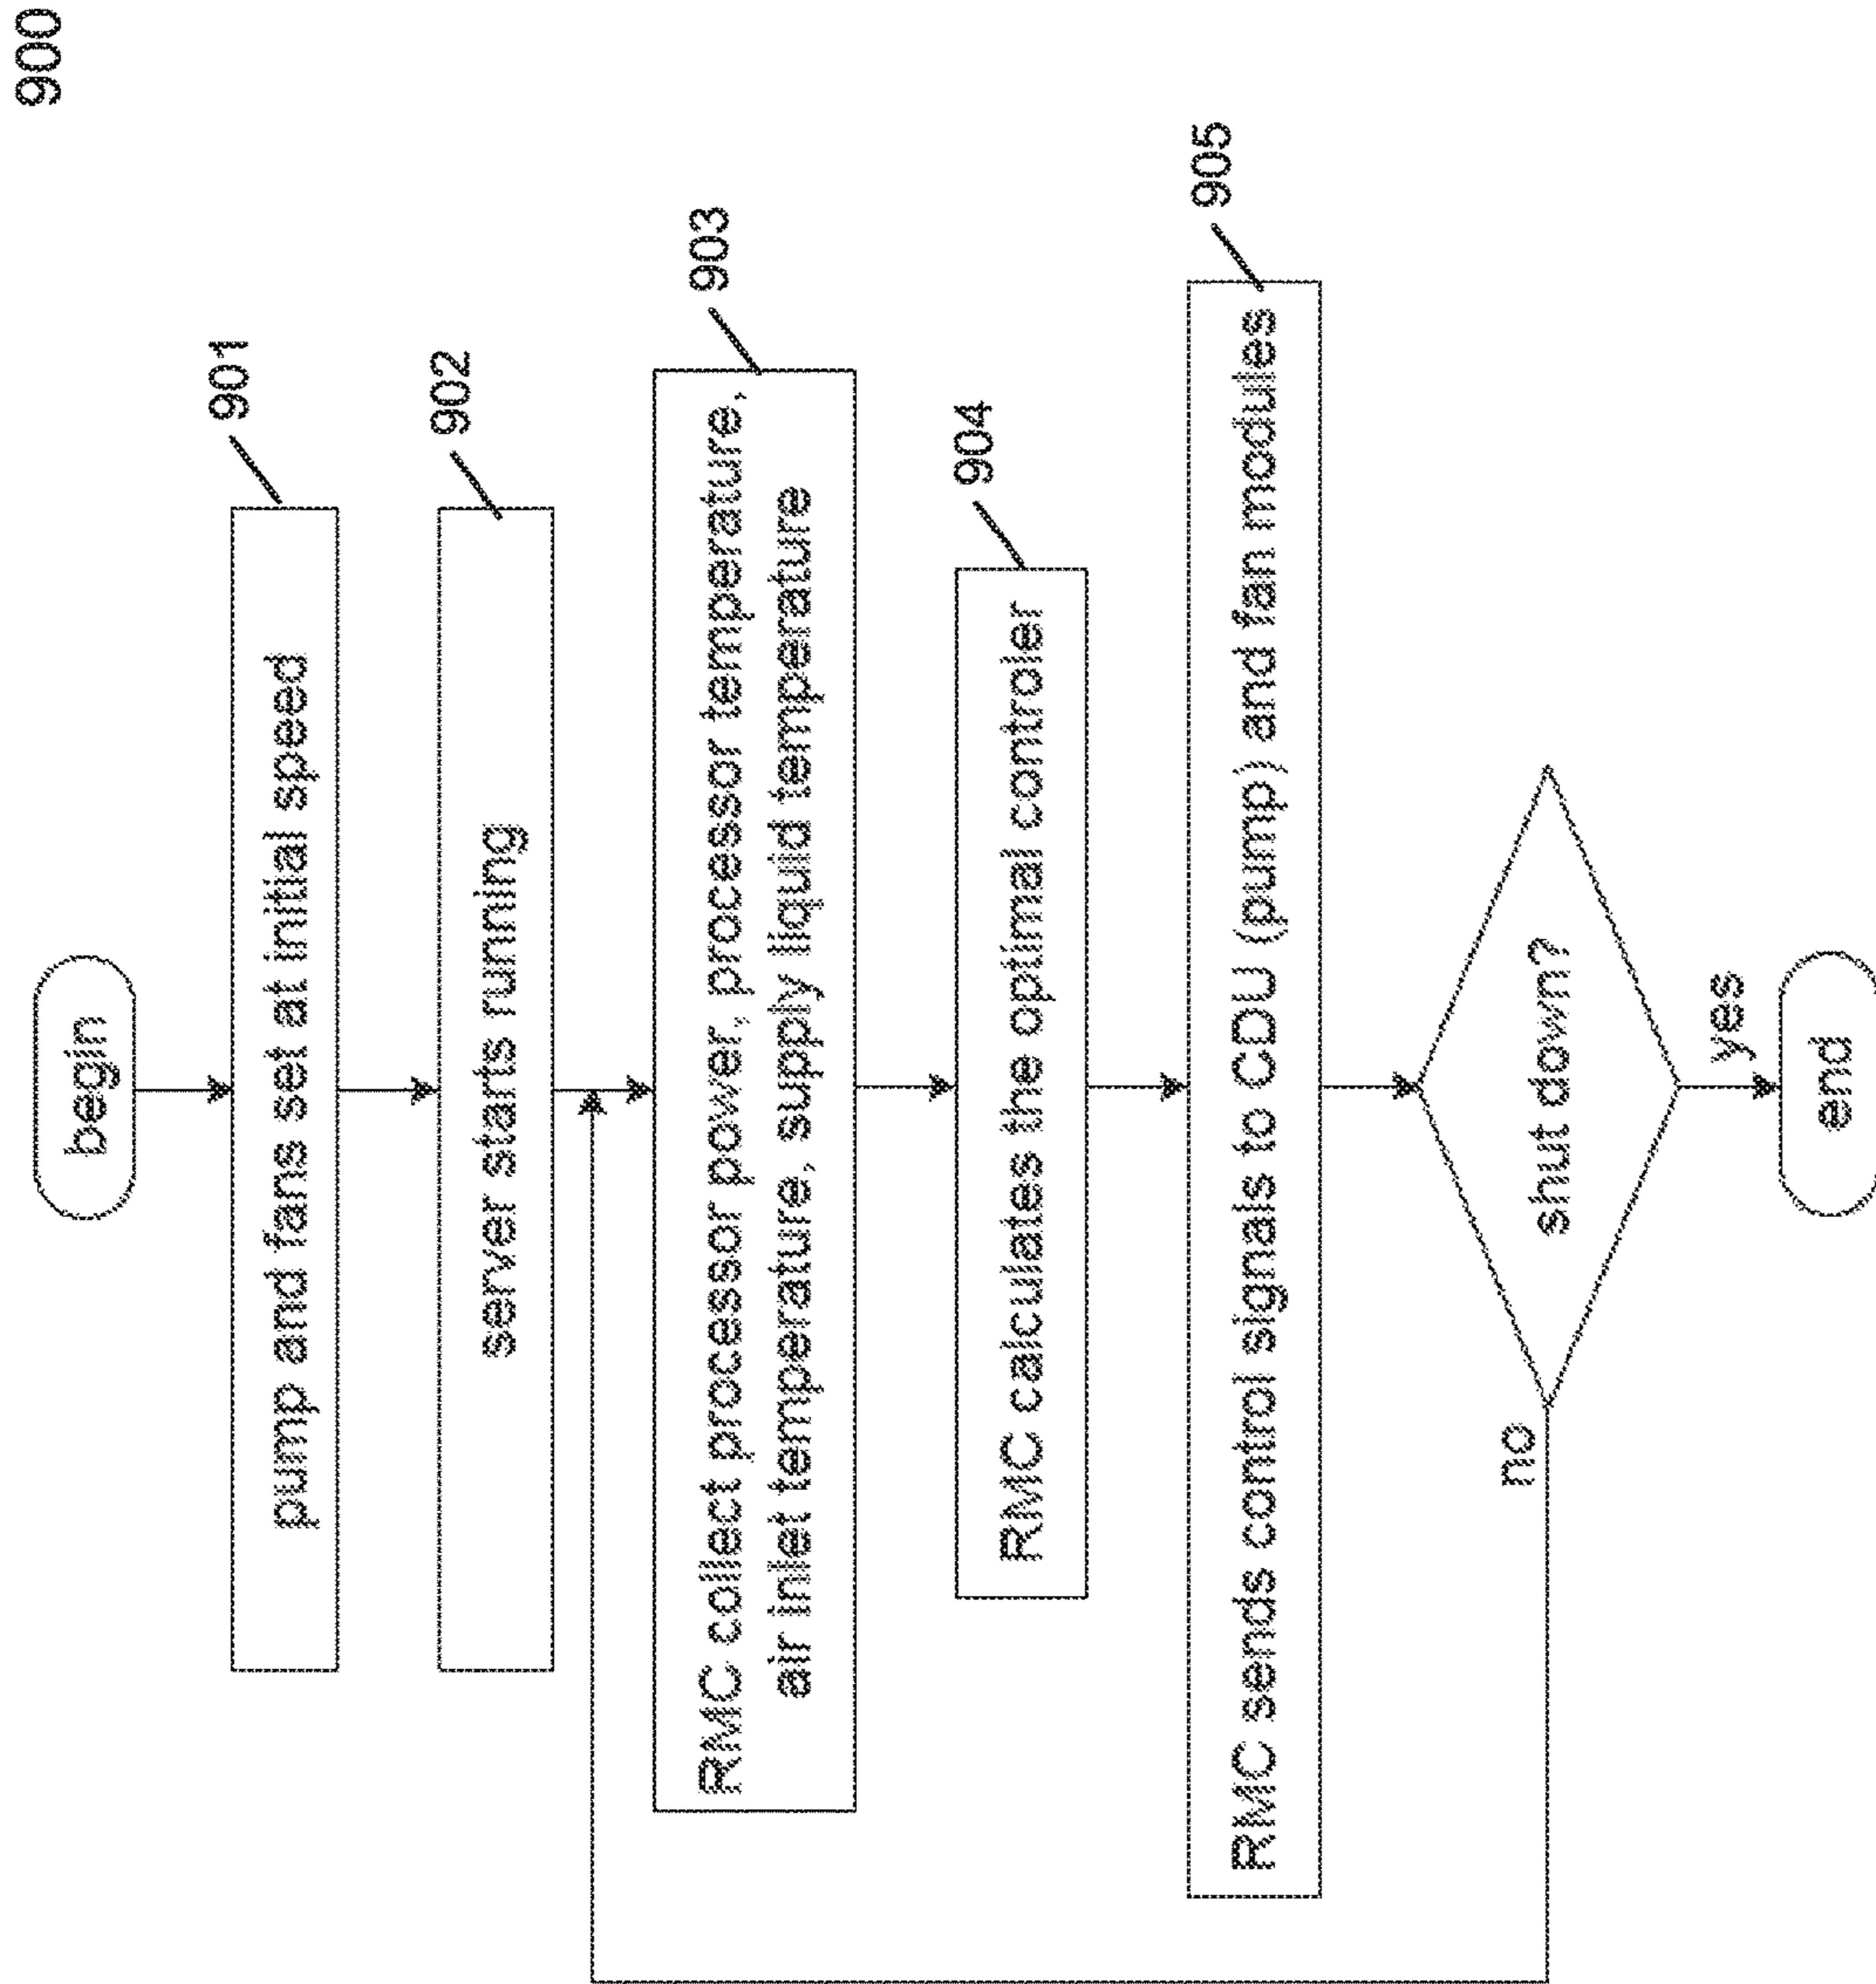 900
begin
901
pump and fans set at initial speed
902
server starts running
903
RMC collect processor power, processor temperature,
air inlet temperature, supply liquid temperature
904
RMC calculates the optimal controler
905
RMC sends control signals to CDU (pump) and fan modules
shut down?
no
yes
end